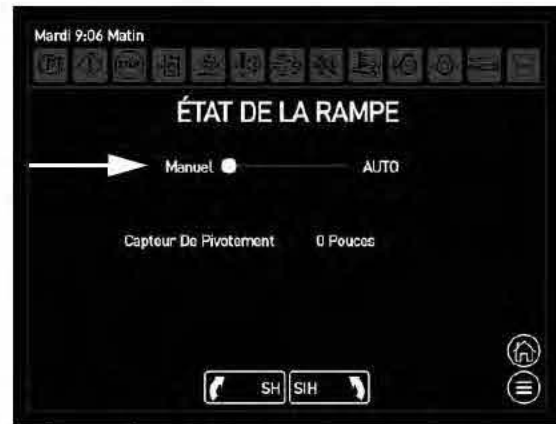 Mardi 9:06 Matin
ÉTAT DE LA RAMPE
Manuel AUTO
Capteur De Pivotement 0 Pouces
SH SIH